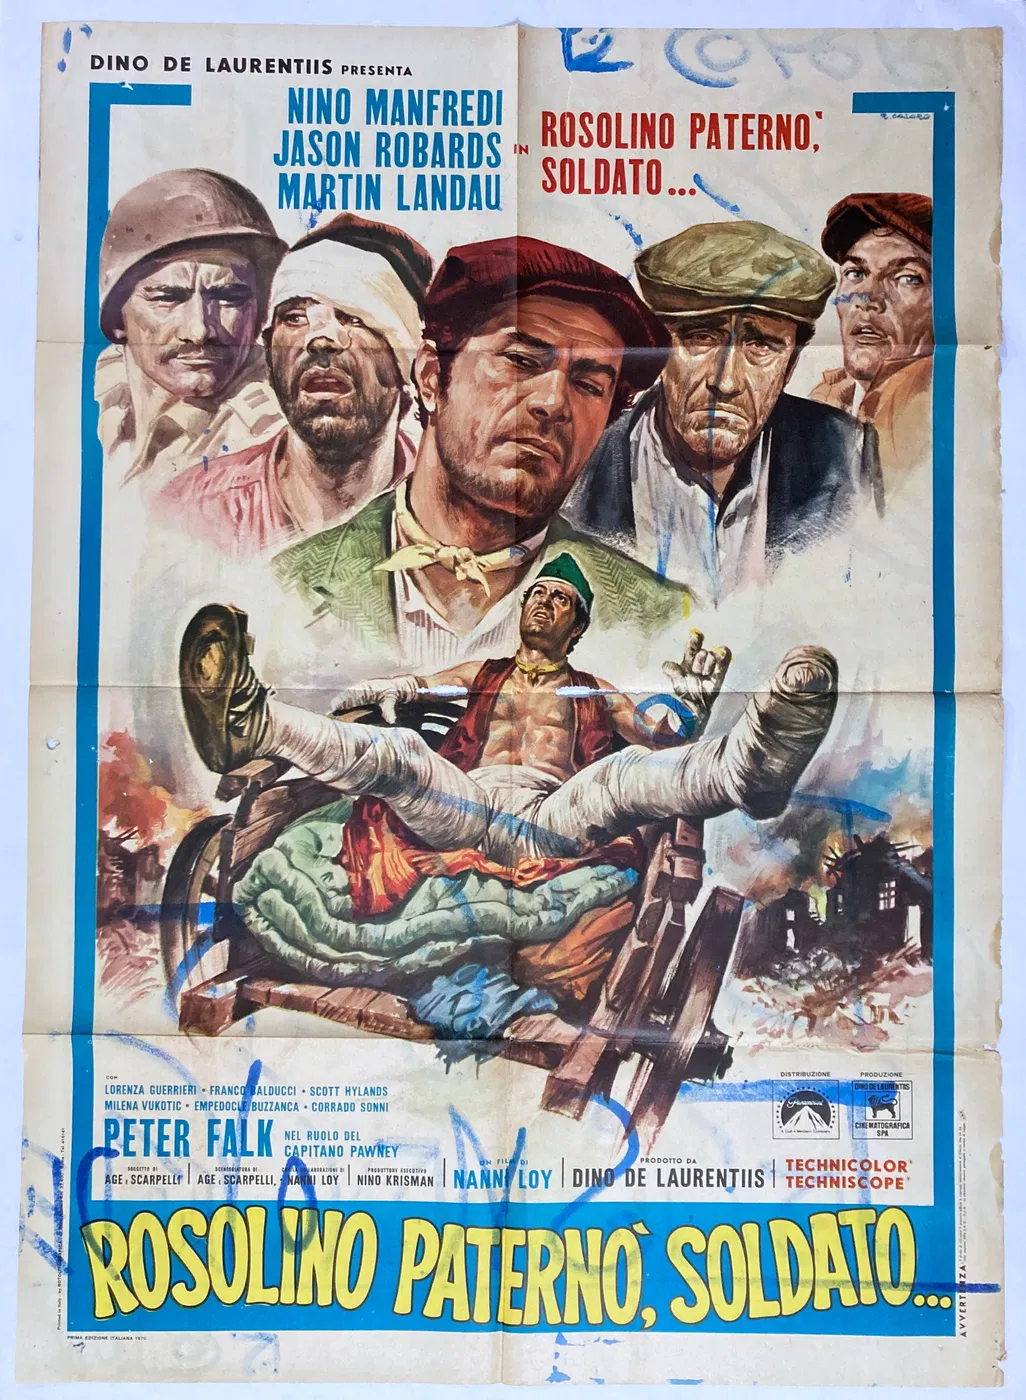 DINO DE LAURENTIIS PRESENTA
NINO MANFREDI
JASON ROBARDS
MARTIN LANDAU
IN
ROSOLINO PATERNO',
SOLDATO...
CON
LORENZA GUERRIERI • FRANCO BALDUCCI • SCOTT HYLANDS
MILENA VUKOTIC • EMPEDOCLE BUZZANCA • CORRADO SONNI
PETER FALK NEL RUOLO DEL
CAPITANO PAWNEY
SOGGETTO DI
AGE e SCARPELLI
SCENEGGIATURA DI
AGE e SCARPELLI,
CON LA COLLABORAZIONE DI
NANNI LOY
PRODUTTORE ESECUTIVO
NINO KRISMAN
UN FILM DI
NANNI LOY
PRODOTTO DA
DINO DE LAURENTIIS
TECHNICOLOR®
TECHNISCOPE®
DISTRIBUZIONE
Paramount
PRODUZIONE
DINO DE LAURENTIIS
CINEMATOGRAFICA
SPA
ROSOLINO PATERNÒ, SOLDATO...
PRIMA EDIZIONE ITALIANA 1970
AVVERTENZA